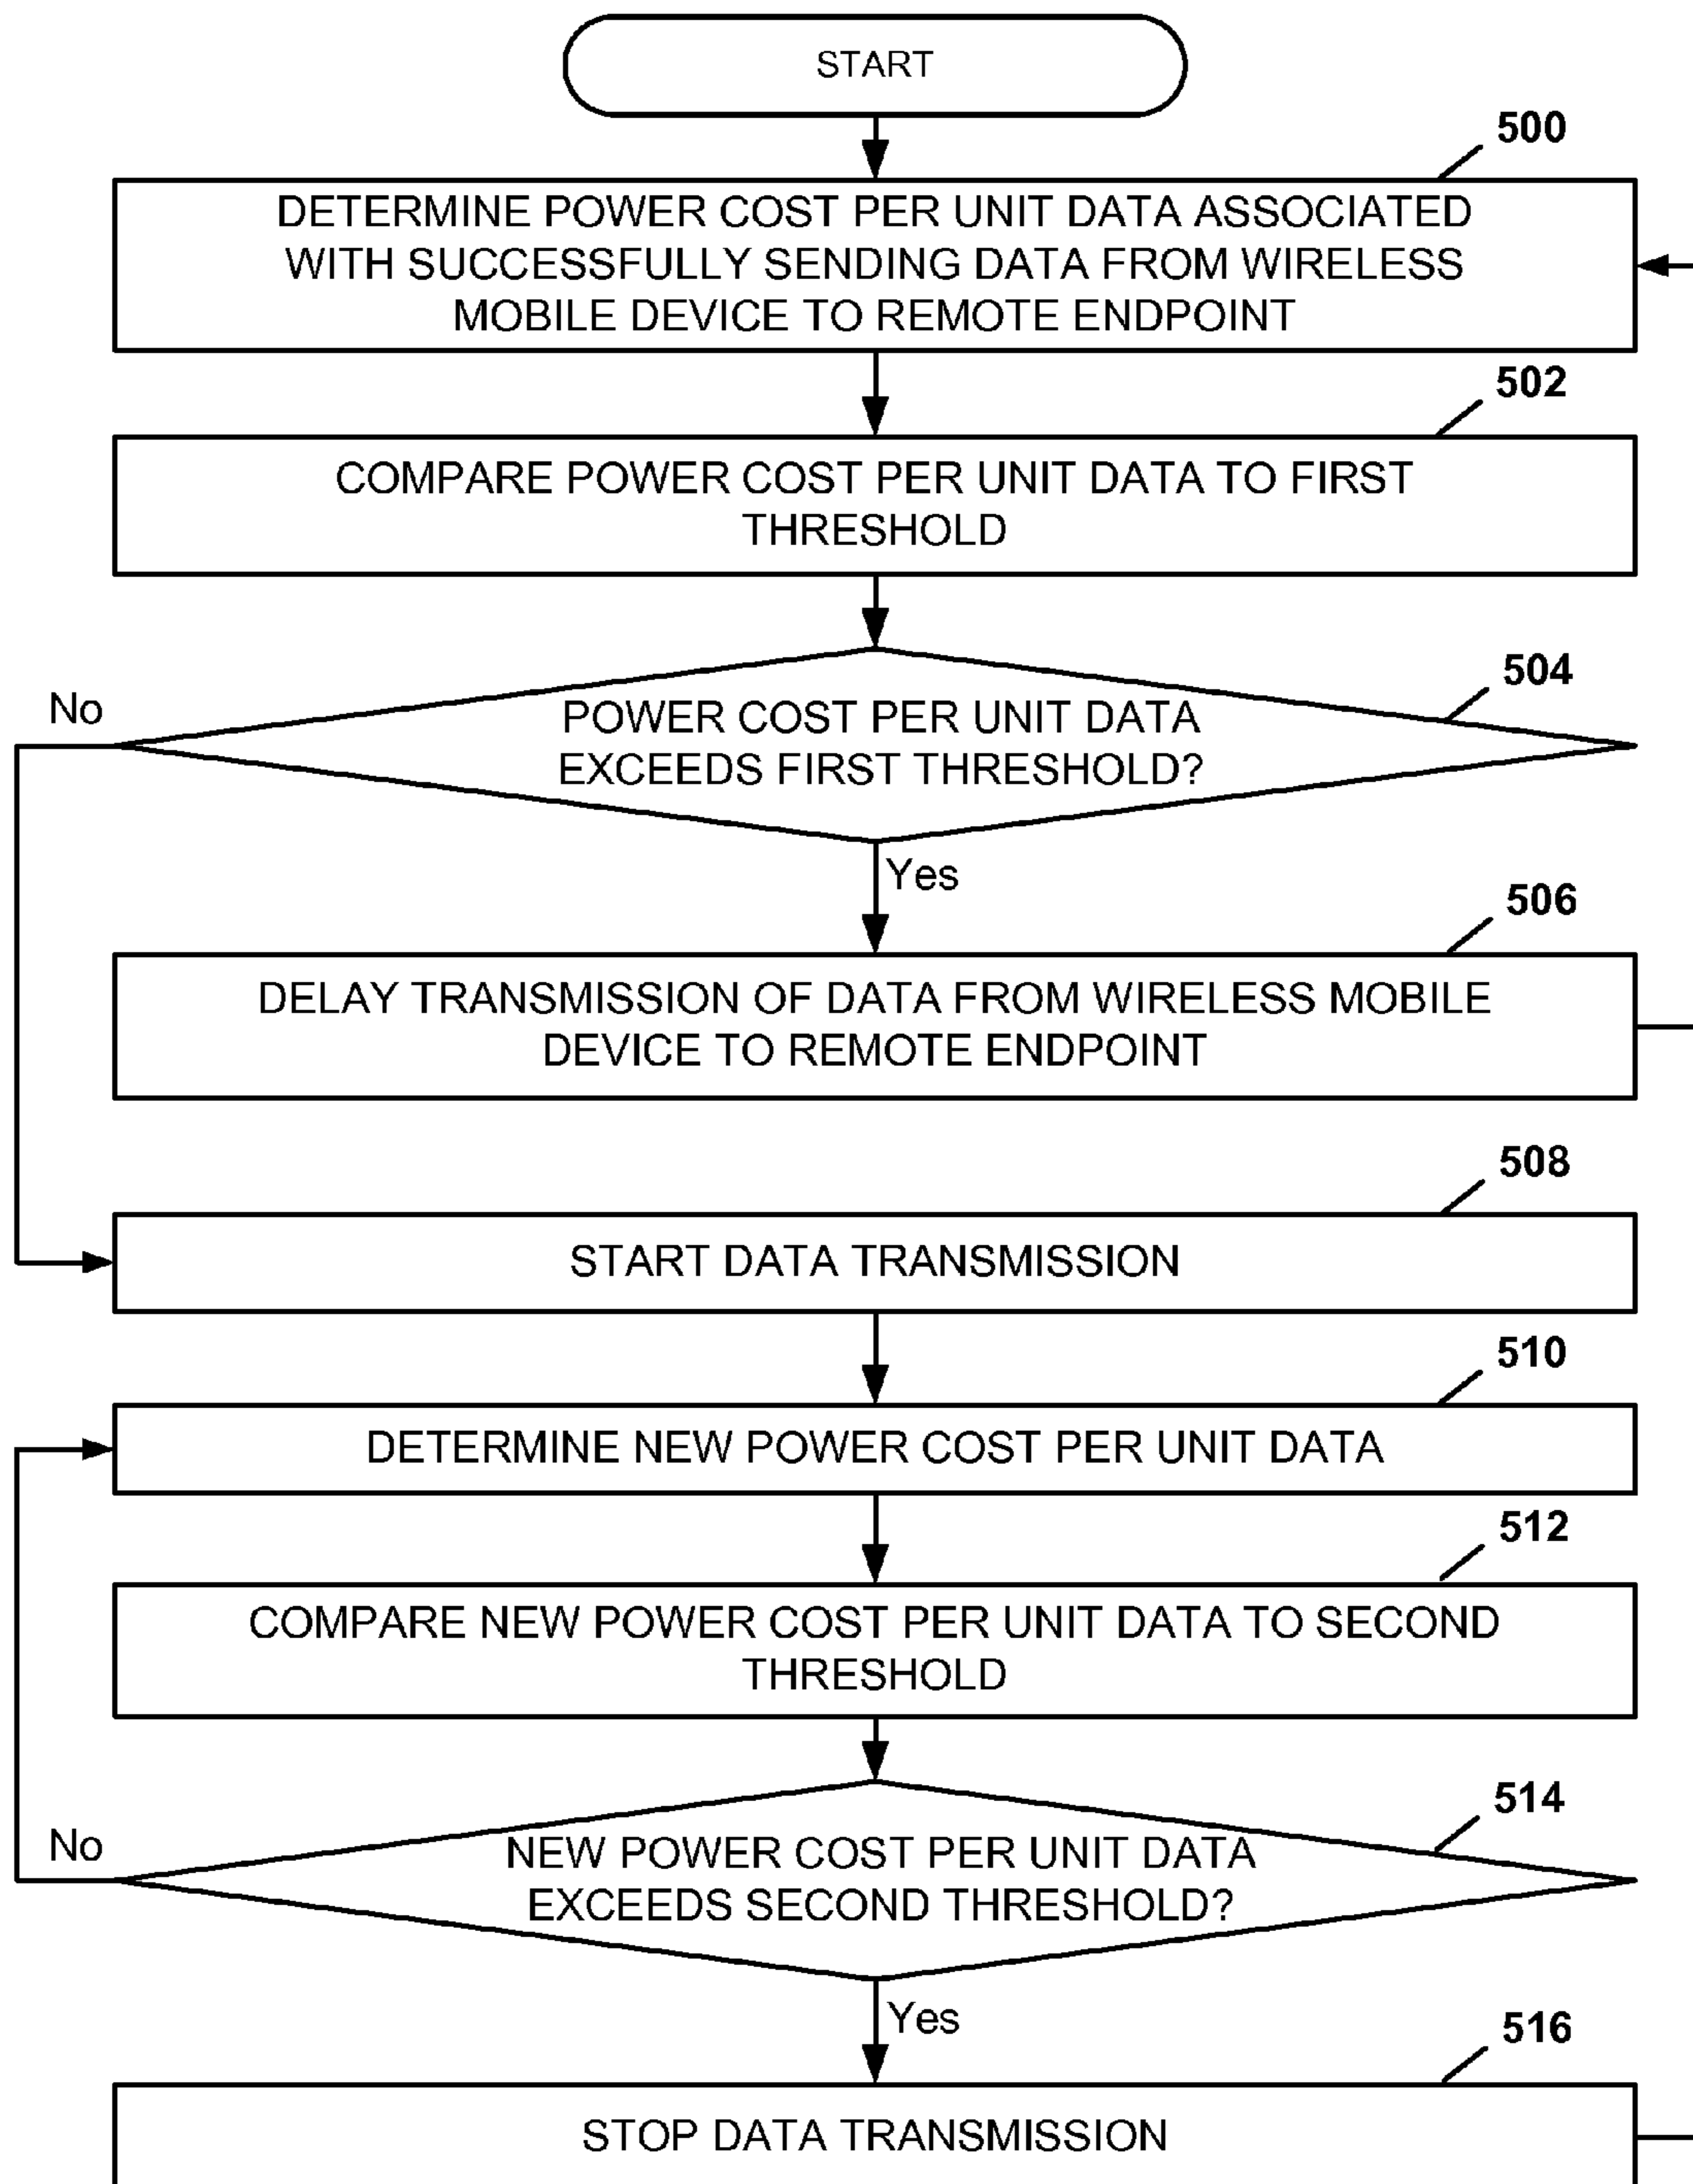 START
500
DETERMINE POWER COST PER UNIT DATA ASSOCIATED
WITH SUCCESSFULLY SENDING DATA FROM WIRELESS
MOBILE DEVICE TO REMOTE ENDPOINT
502
COMPARE POWER COST PER UNIT DATA TO FIRST
THRESHOLD
504
No
POWER COST PER UNIT DATA
EXCEEDS FIRST THRESHOLD?
Yes
506
DELAY TRANSMISSION OF DATA FROM WIRELESS MOBILE
DEVICE TO REMOTE ENDPOINT
508
START DATA TRANSMISSION
510
DETERMINE NEW POWER COST PER UNIT DATA
512
COMPARE NEW POWER COST PER UNIT DATA TO SECOND
THRESHOLD
514
No
NEW POWER COST PER UNIT DATA
EXCEEDS SECOND THRESHOLD?
Yes
516
STOP DATA TRANSMISSION